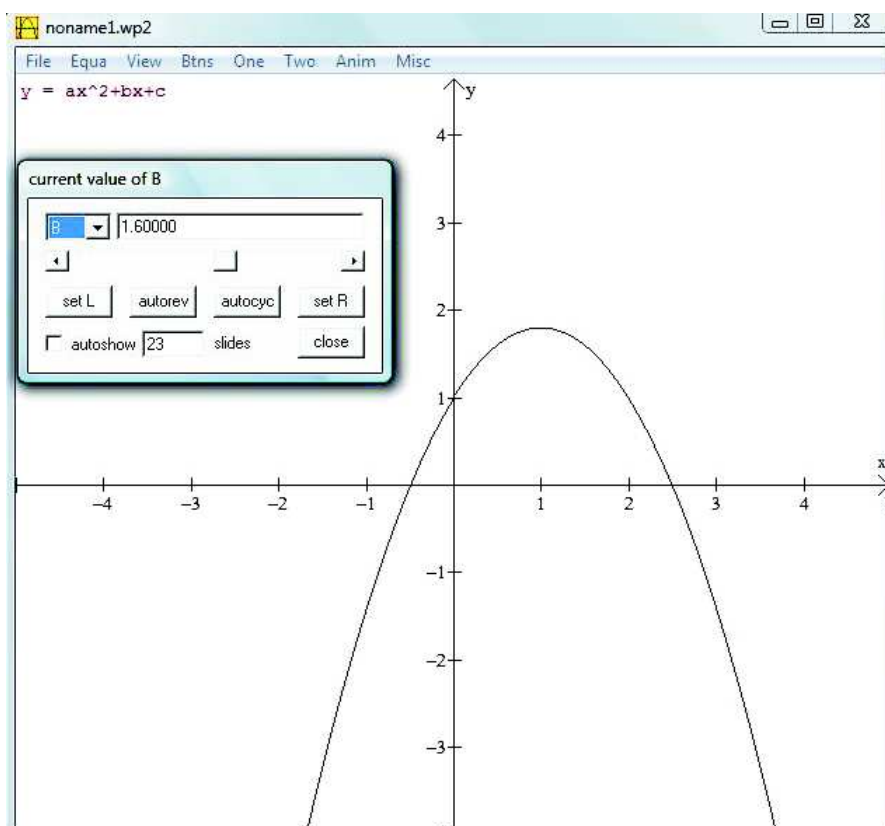 noname1.wp2
File Equa View Btns One Two Anim Misc
y = ax^2+bx+c
y
4
current value of B
B 1.60000
3
set L autorev autocyc set R
2
autoshow 23 slides close
1
x
−4 −3 −2 −1 1 2 3 4
−1
−2
−3